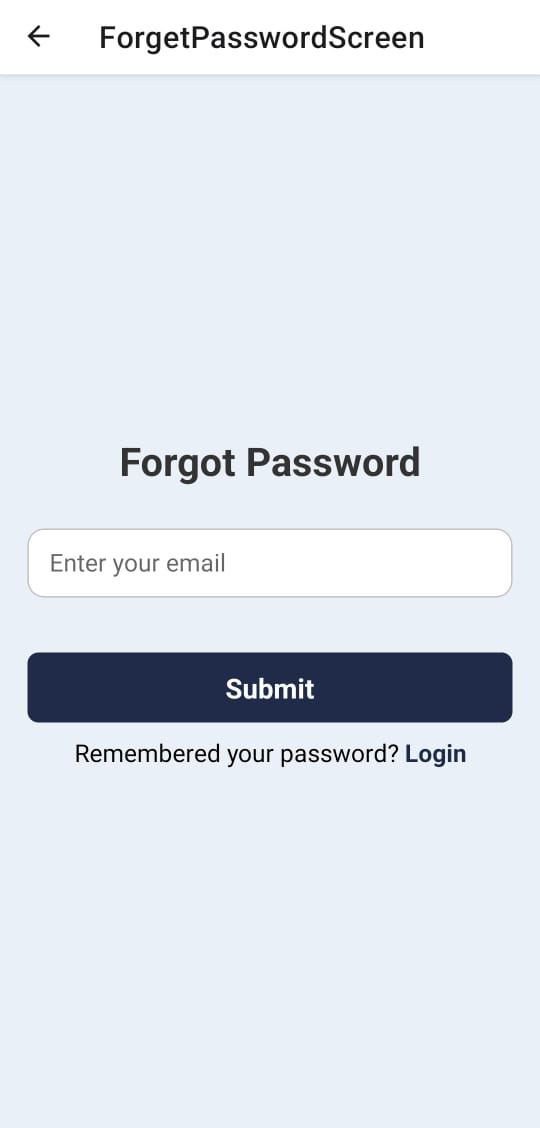 ForgetPasswordScreen
Forgot Password
Enter your email
Submit
Remembered your password? Login